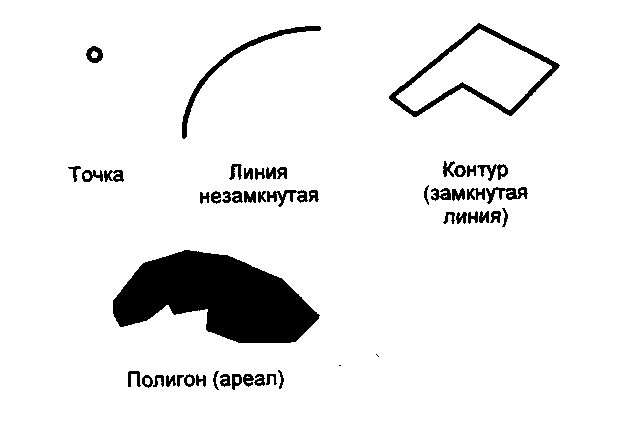 Точка
Линия
незамкнутая
Контур
(замкнутая
линия)
Полигон (ареал)